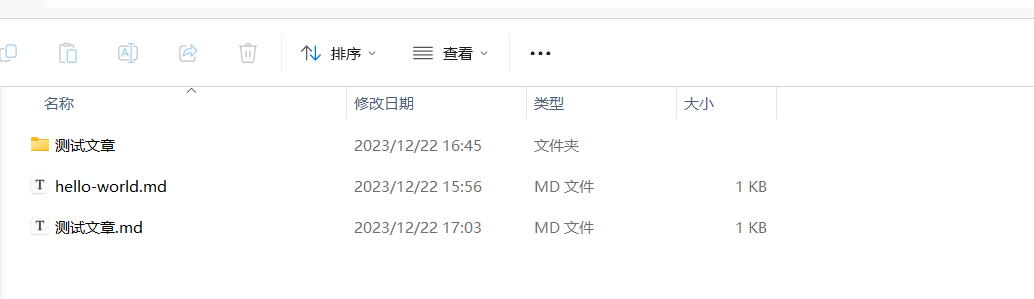 排序 查看
名称 修改日期 类型 大小
测试文章 2023/12/22 16:45 文件夹
hello-world.md 2023/12/22 15:56 MD 文件 1 KB
测试文章.md 2023/12/22 17:03 MD 文件 1 KB